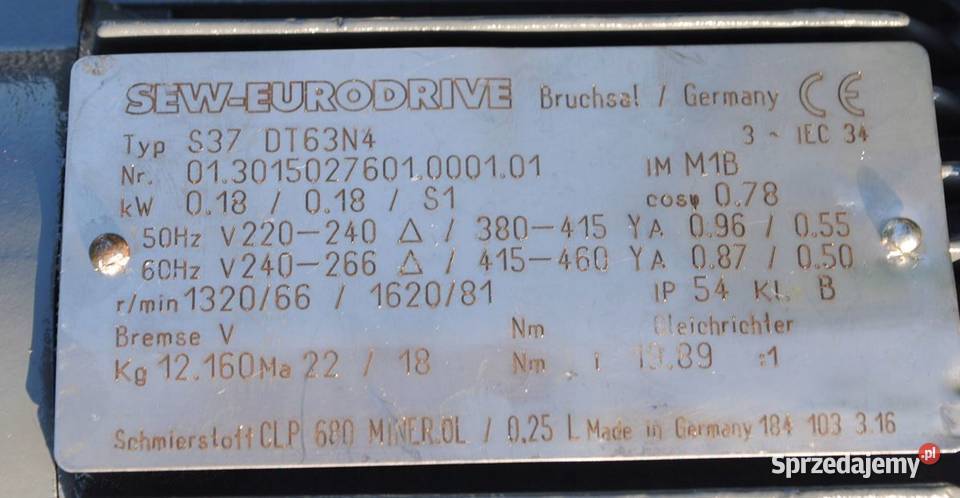 SEW-EURODRIVE Bruchsal / Germany CE
Typ S37 DT63N4 3 ~ IEC 34
Nr. 01.3015027601.0001.01 IM M1B
kW 0.18 / 0.18 / S1 cosφ 0.78
50Hz V 220-240 Δ / 380-415 Y A 0.96 / 0.55
60Hz V 240-266 Δ / 415-460 Y A 0.87 / 0.50
r/min 1320/66 / 1620/81 IP 54 Kl. B
Bremse V Nm Gleichrichter
Kg 12.160 Ma 22 / 18 Nm i 19.89 :1
Schmierstoff CLP 680 MINER.ÖL / 0.25 L Made in Germany 184 103 3.16
Sprzedajemy.pl